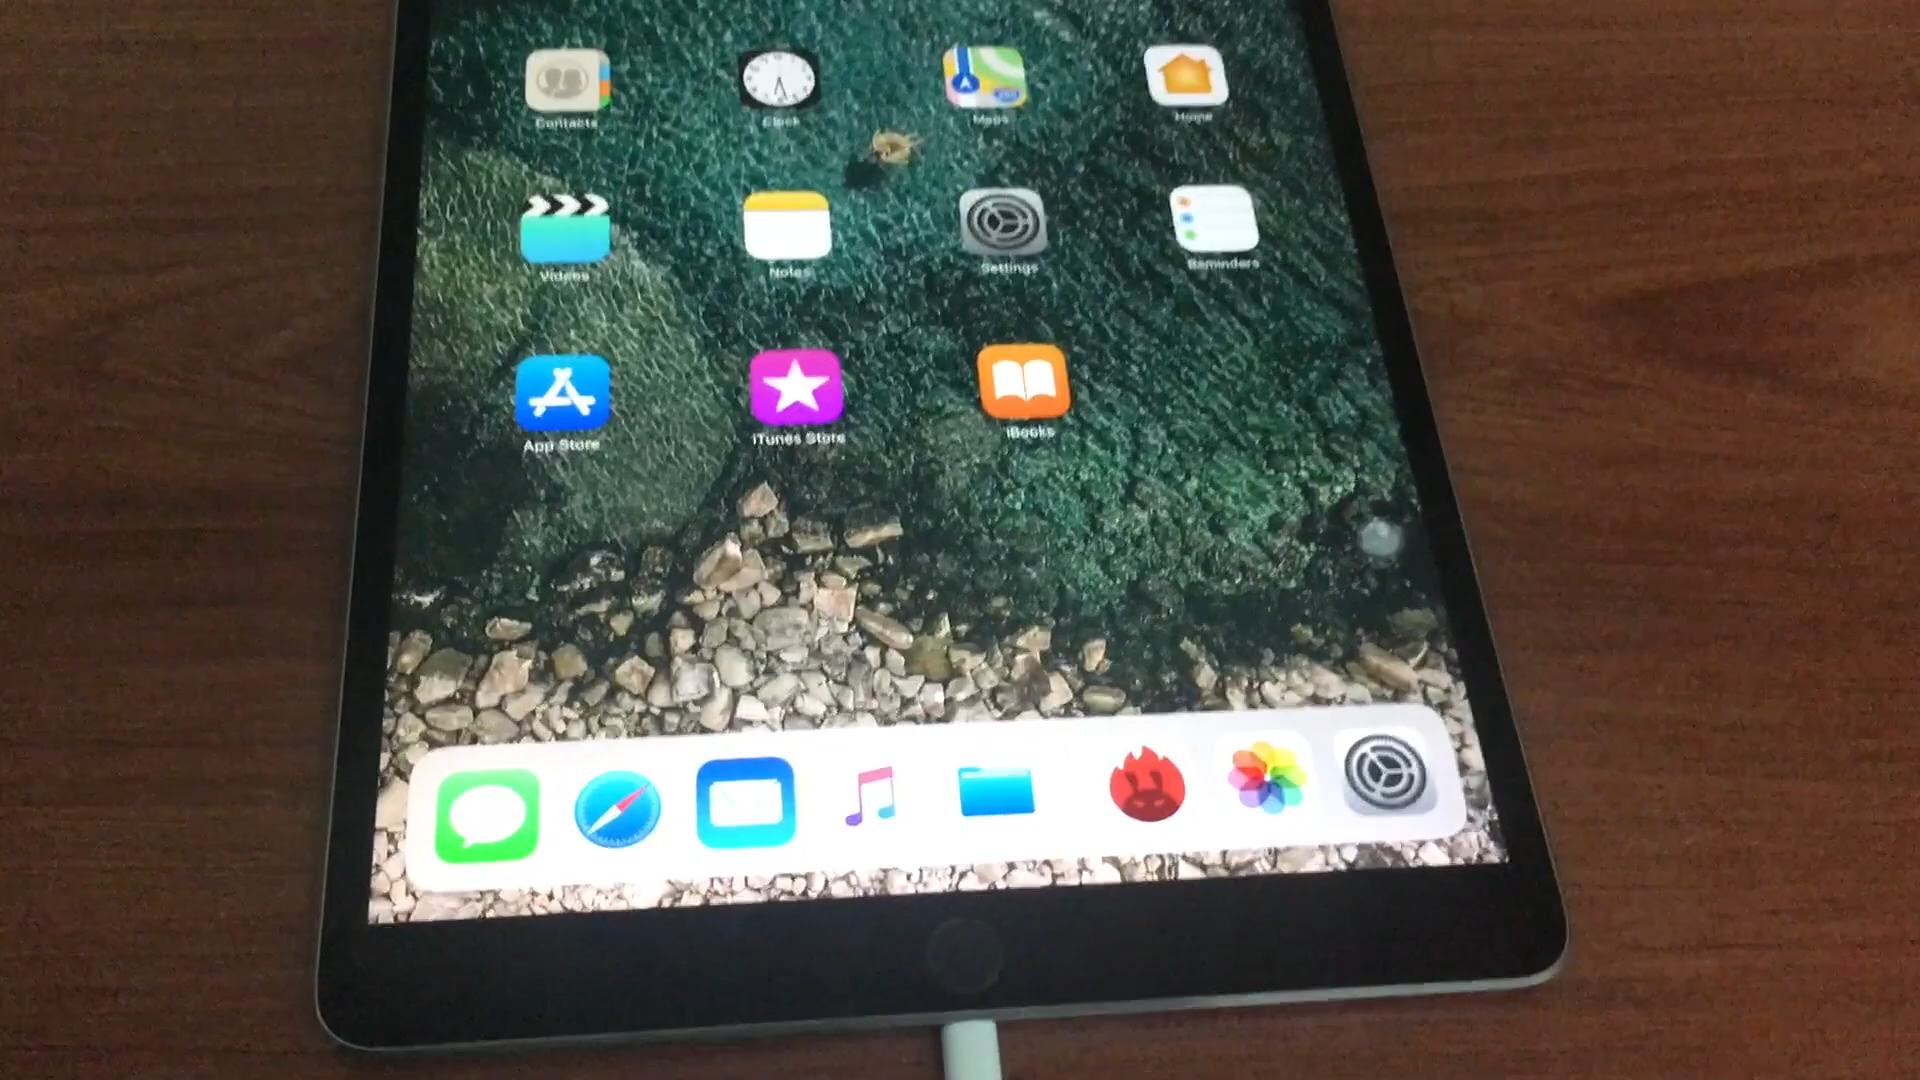 Contacts
Clock
Maps
Home
Videos
Notes
Settings
Reminders
App Store
iTunes Store
iBooks